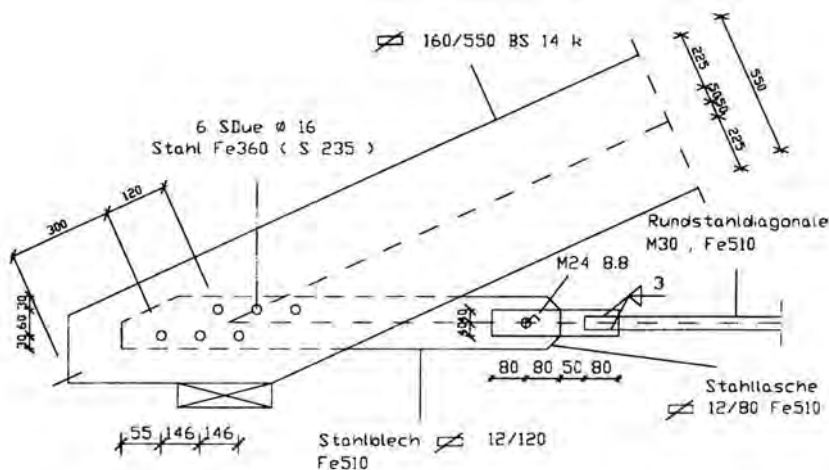 160/550 BS 14 k
225
50
50
225
550
6 SDue Ø 16
Stahl Fe360 ( S 235 )
300
120
Rundstahldiagonale
M30 , Fe510
M24 8.8
3
30
60
30
80 80 50 80
Stahllasche
12/80 Fe510
55 146 146
Stahlblech 12/120
Fe510